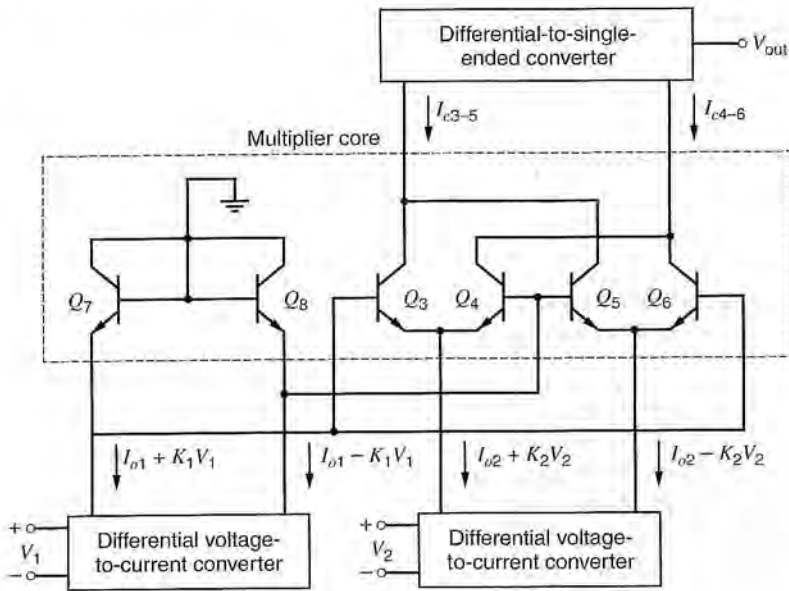 Differential-to-single-
ended converter
V_out
I_c3–5
I_c4–6
Multiplier core
Q_7
Q_8
Q_3
Q_4
Q_5
Q_6
I_o1 + K_1V_1
I_o1 − K_1V_1
I_o2 + K_2V_2
I_o2 − K_2V_2
+
V_1
−
Differential voltage-
to-current converter
+
V_2
−
Differential voltage-
to-current converter